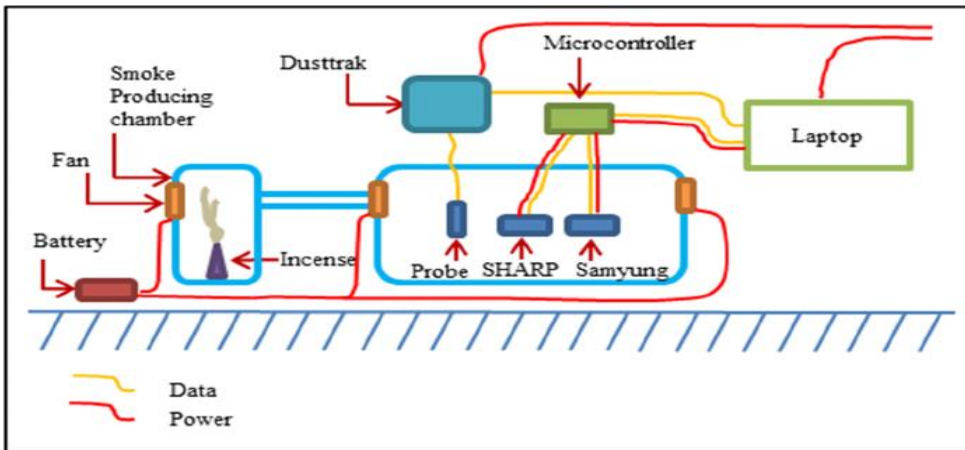 Microcontroller
Dusttrak
Smoke
Producing
chamber
Laptop
Fan
Battery
Incense
Probe
SHARP
Samyung
Data
Power